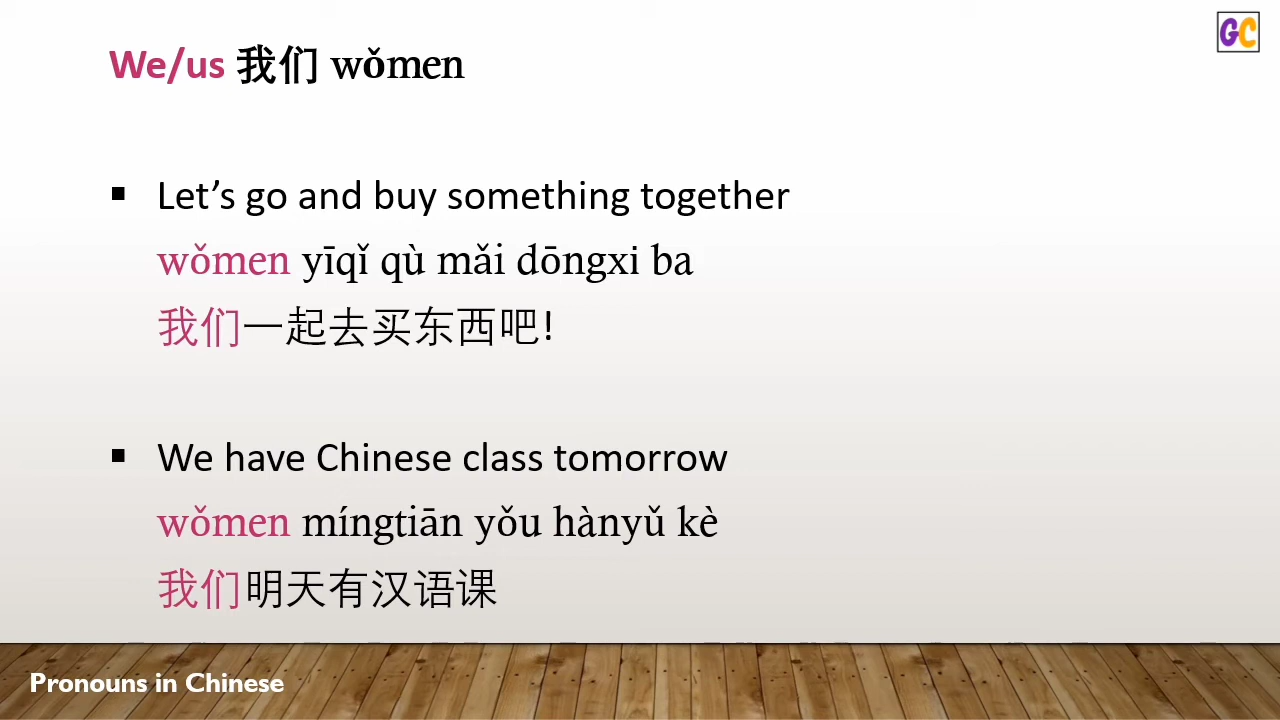 GC
We/us 我们 wǒmen
▪ Let’s go and buy something together
wǒmen yīqǐ qù mǎi dōngxi ba
我们一起去买东西吧!
▪ We have Chinese class tomorrow
wǒmen míngtiān yǒu hànyǔ kè
我们明天有汉语课
Pronouns in Chinese